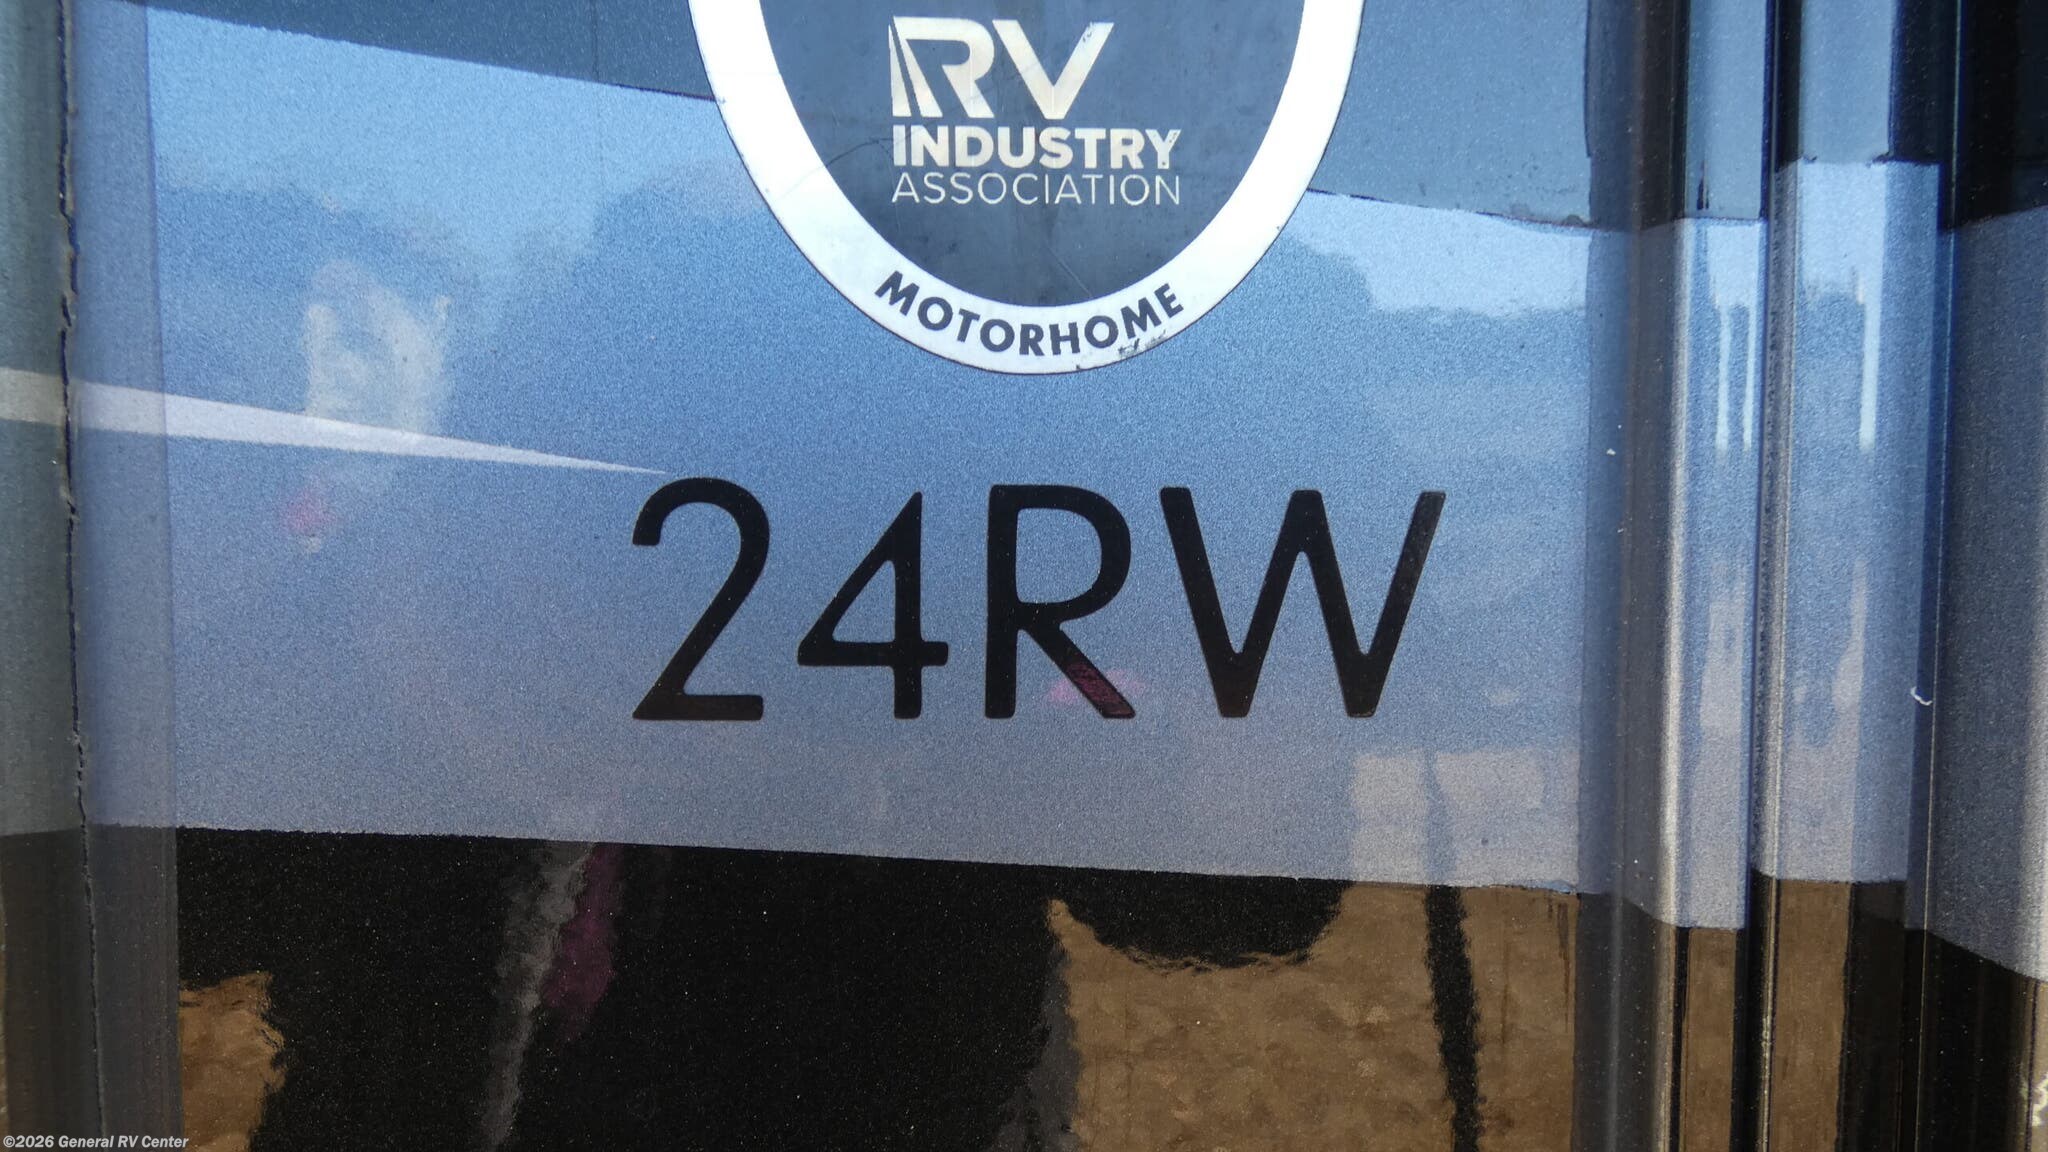 RV
INDUSTRY
ASSOCIATION
MOTORHOME
24RW
©2026 General RV Center